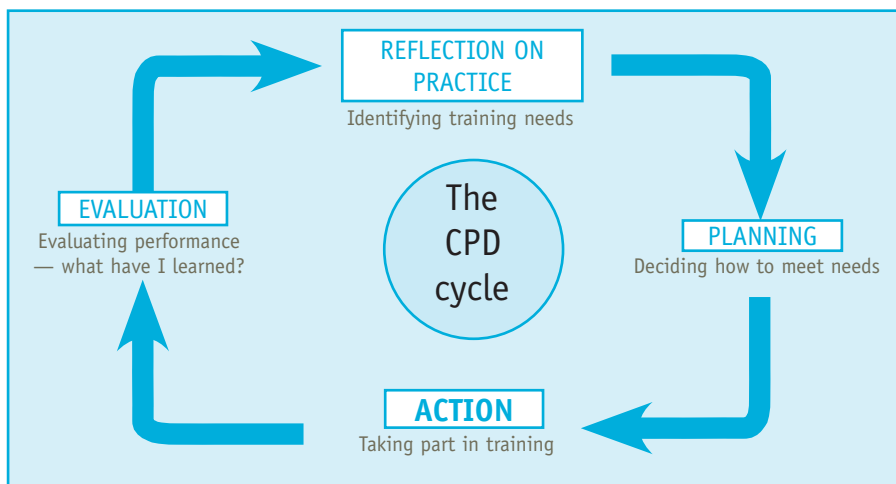 REFLECTION ON
PRACTICE
Identifying training needs
EVALUATION
Evaluating performance
— what have I learned?
The
CPD
cycle
PLANNING
Deciding how to meet needs
ACTION
Taking part in training